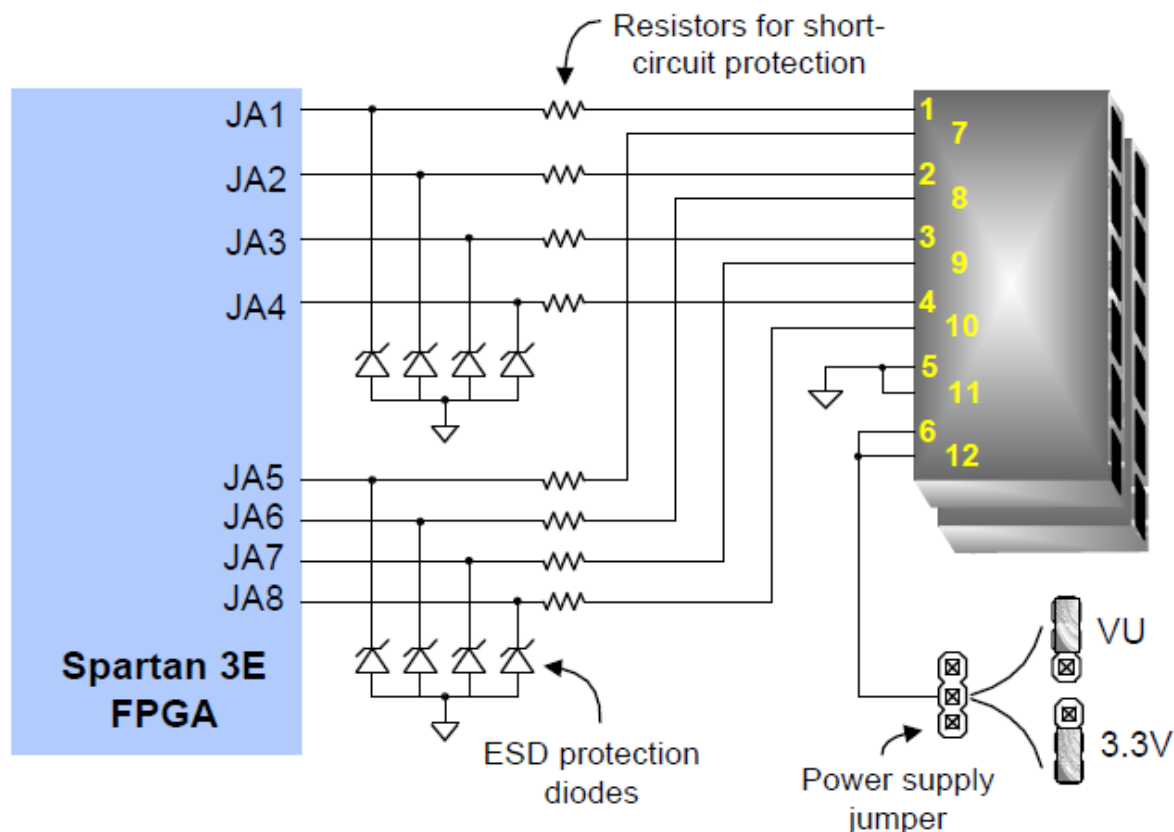 Resistors for short-
circuit protection
JA1
JA2
JA3
JA4
JA5
JA6
JA7
JA8
Spartan 3E
FPGA
1
7
2
8
3
9
4
10
5
11
6
12
ESD protection
diodes
Power supply
jumper
VU
3.3V